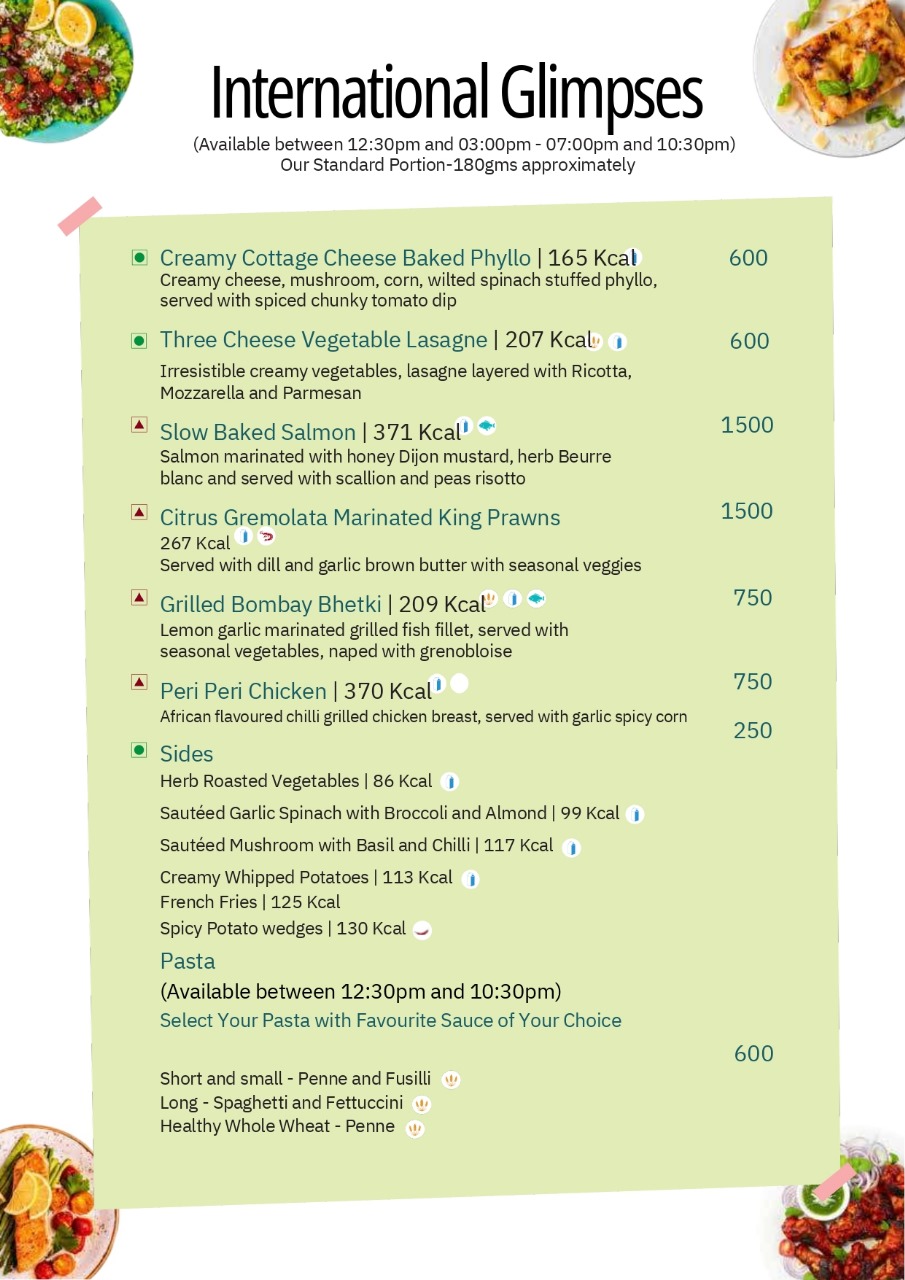 International Glimpses
(Available between 12:30pm and 03:00pm - 07:00pm and 10:30pm)
Our Standard Portion-180gms approximately
Creamy Cottage Cheese Baked Phyllo | 165 Kcal 600
Creamy cheese, mushroom, corn, wilted spinach stuffed phyllo,
served with spiced chunky tomato dip
Three Cheese Vegetable Lasagne | 207 Kcal 600
Irresistible creamy vegetables, lasagne layered with Ricotta,
Mozzarella and Parmesan
Slow Baked Salmon | 371 Kcal 1500
Salmon marinated with honey Dijon mustard, herb Beurre
blanc and served with scallion and peas risotto
Citrus Gremolata Marinated King Prawns 1500
267 Kcal
Served with dill and garlic brown butter with seasonal veggies
Grilled Bombay Bhetki | 209 Kcal 750
Lemon garlic marinated grilled fish fillet, served with
seasonal vegetables, naped with grenobloise
Peri Peri Chicken | 370 Kcal 750
African flavoured chilli grilled chicken breast, served with garlic spicy corn
250
Sides
Herb Roasted Vegetables | 86 Kcal
Sautéed Garlic Spinach with Broccoli and Almond | 99 Kcal
Sautéed Mushroom with Basil and Chilli | 117 Kcal
Creamy Whipped Potatoes | 113 Kcal
French Fries | 125 Kcal
Spicy Potato wedges | 130 Kcal
Pasta
(Available between 12:30pm and 10:30pm)
Select Your Pasta with Favourite Sauce of Your Choice
600
Short and small - Penne and Fusilli
Long - Spaghetti and Fettuccini
Healthy Whole Wheat - Penne